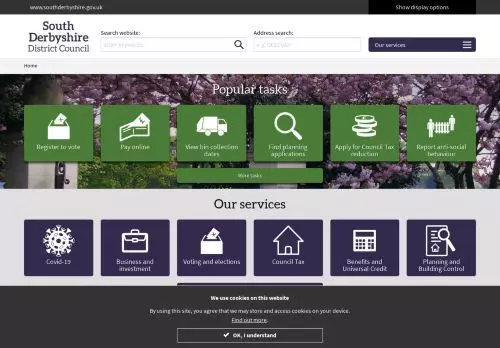 www.southderbyshire.gov.uk
Show display options
South
Derbyshire
District Council
Search website:
Address search:
Our services
Home
Popular tasks
Register to vote
Pay online
View bin collection
dates
Find planning
applications
Apply for Council Tax
reduction
Report anti-social
behaviour
More tasks
Our services
Covid-19
Business and
investment
Voting and elections
Council Tax
Benefits and
Universal Credit
Planning and
Building Control
We use cookies on this website
By using this site, you agree that we may store and access cookies on your device.
Find out more.
OK, I understand